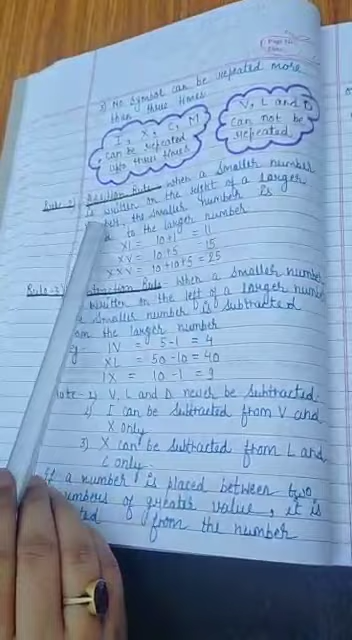 Page No.
Date
3) No symbol can be repeated more
than three times
I, X, C, M
can be repeated
upto three times
V, L and D
can not be
repeated
Rule-2) Addition Rule- when a smaller number
is written on the right of a larger
the smaller number is
to the larger number
XI = 10+1 = 11
XV = 10+5 = 15
XXV = 10+10+5 = 25
Rule-3) Rule- when a smaller number
written on the left of a larger number
smaller number is subtracted
the larger number
IV = 5-1 = 4
XL = 50-10 = 40
IX = 10-1 = 9
1) V, L and D never be subtracted.
2) I can be subtracted from V and
X only
3) X can be subtracted from L and
C only.
If a number is placed between two
of greater value, it is
from the number